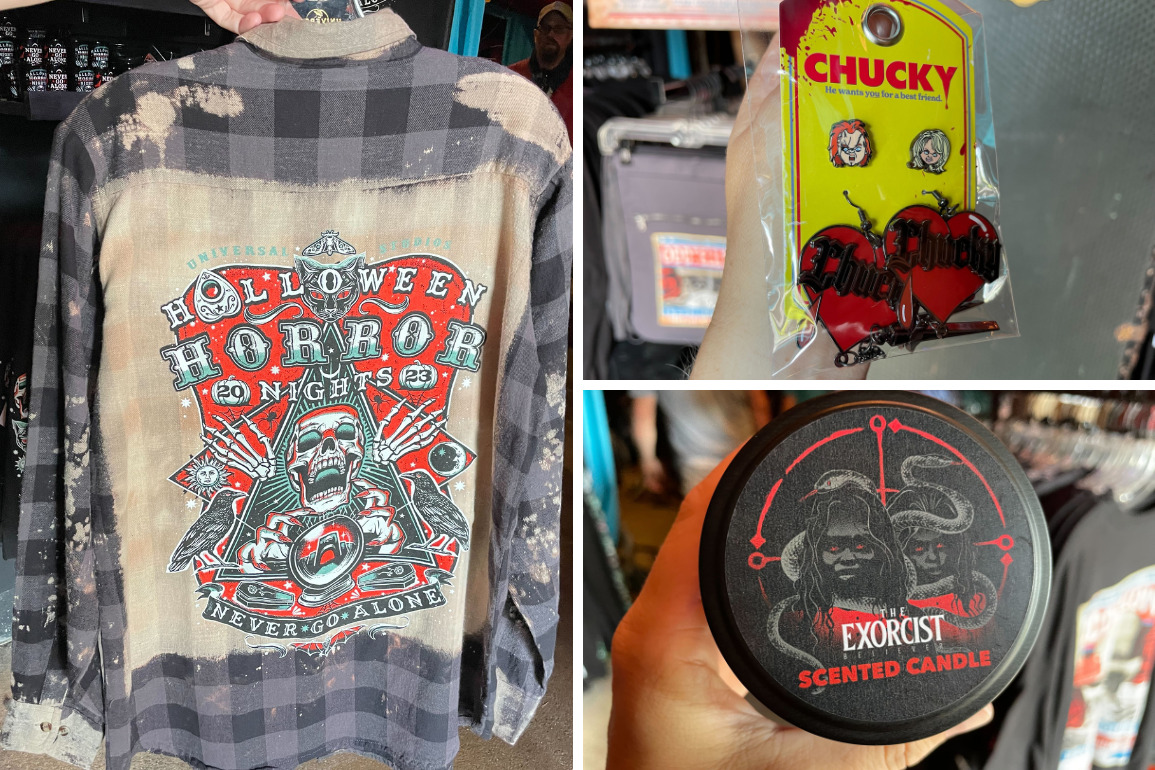 UNIVERSAL STUDIOS
HALLOWEEN
HORROR
20 NIGHTS 23
NEVER·GO·ALONE
CHUCKY
He wants you for a best friend.
Chucky
Chucky
THE
EXORCIST
BELIEVER
SCENTED CANDLE